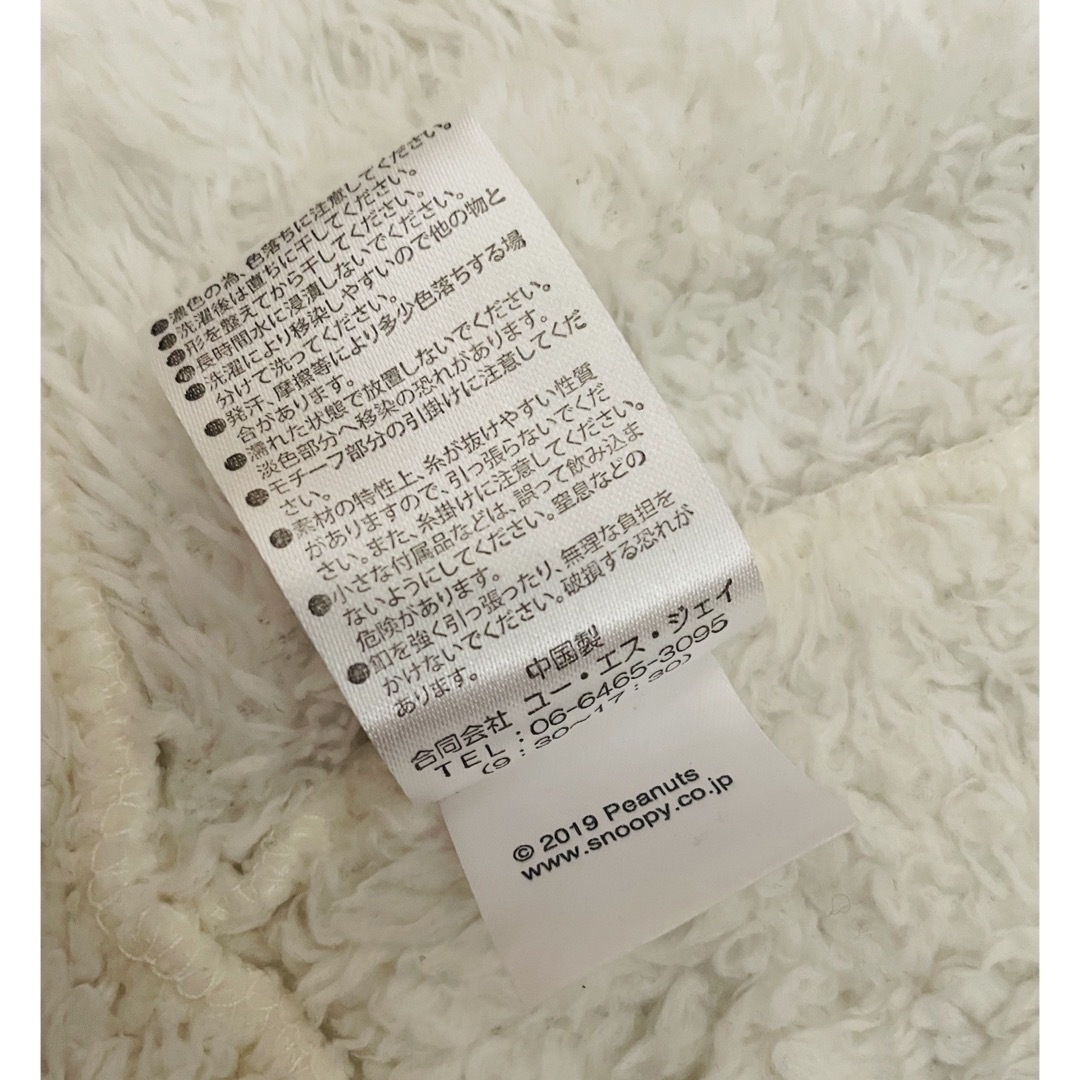 ●濃色の為、色落ちに注意してください。
●洗濯後は直ちに干してください。
●形を整えてから干してください。
●長時間水に浸漬しないでください。
●洗濯により移染しやすいので他の物と
分けて洗ってください。
●発汗、摩擦等により多少色落ちする場
合があります。
●濡れた状態で放置しないでください。
淡色部分へ移染の恐れがあります。
●モチーフ部分の引掛けに注意してくだ
さい。
●素材の特性上、糸が抜けやすい性質
がありますので、引っ張らないでくだ
さい。また、糸掛けに注意してください。
●小さな付属品などは、誤って飲み込ま
ないようにしてください。窒息などの
危険があります。
●釦を強く引っ張ったり、無理な負担を
かけないでください。破損する恐れが
あります。
中国製
合同会社 ユー・エス・ジェイ
TEL:06-6465-3095
(9:30～17:30)
© 2019 Peanuts
www.snoopy.co.jp